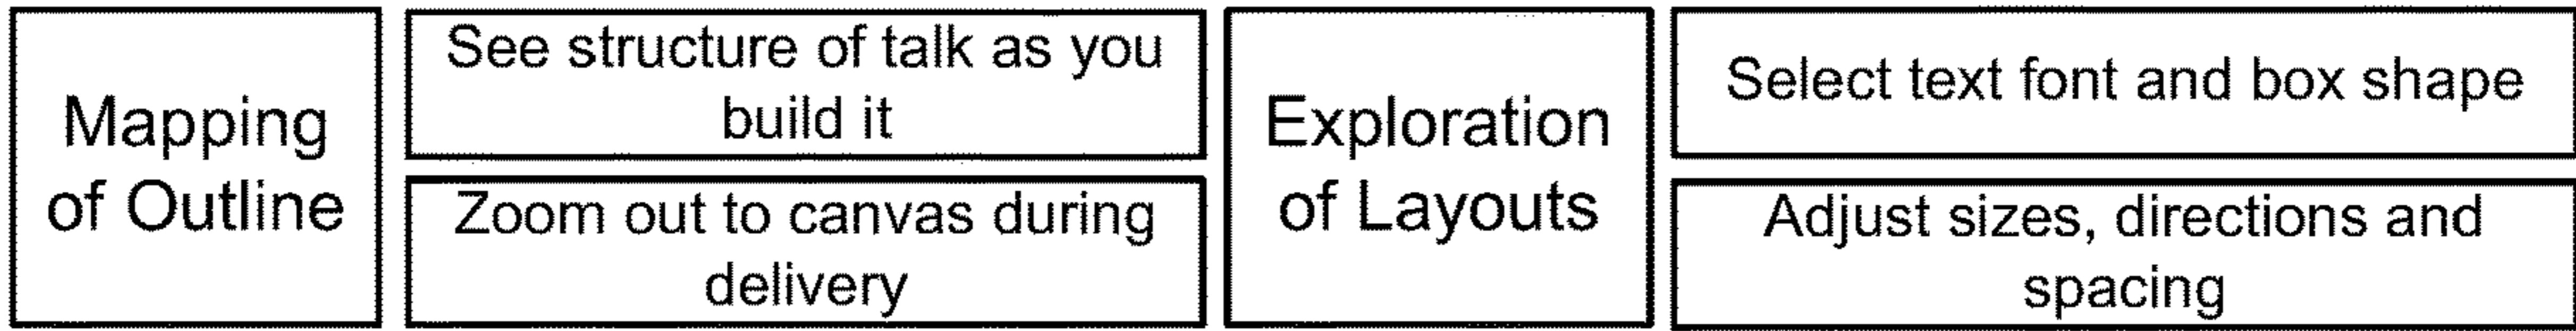 Mapping
of Outline
See structure of talk as you
build it
Zoom out to canvas during
delivery
Exploration
of Layouts
Select text font and box shape
Adjust sizes, directions and
spacing